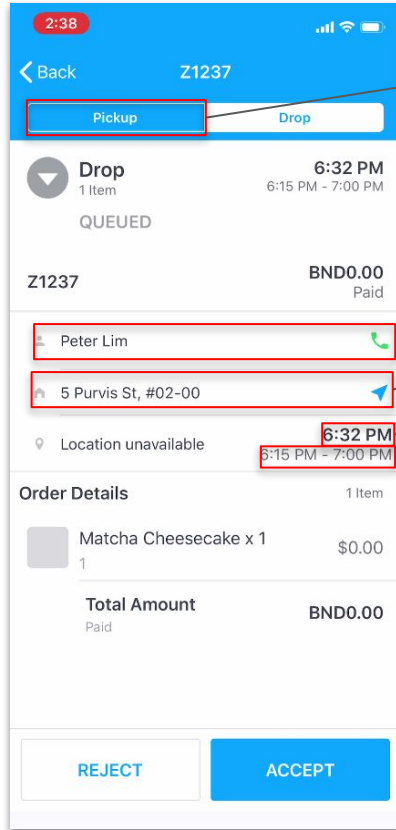 2:38
Back
Z1237
Pickup
Drop
Drop
6:32 PM
1 Item
6:15 PM - 7:00 PM
QUEUED
Z1237
BND0.00
Paid
Peter Lim
5 Purvis St, #02-00
Location unavailable
6:32 PM
6:15 PM - 7:00 PM
Order Details
1 Item
Matcha Cheesecake x 1
$0.00
1
Total Amount
BND0.00
Paid
REJECT
ACCEPT